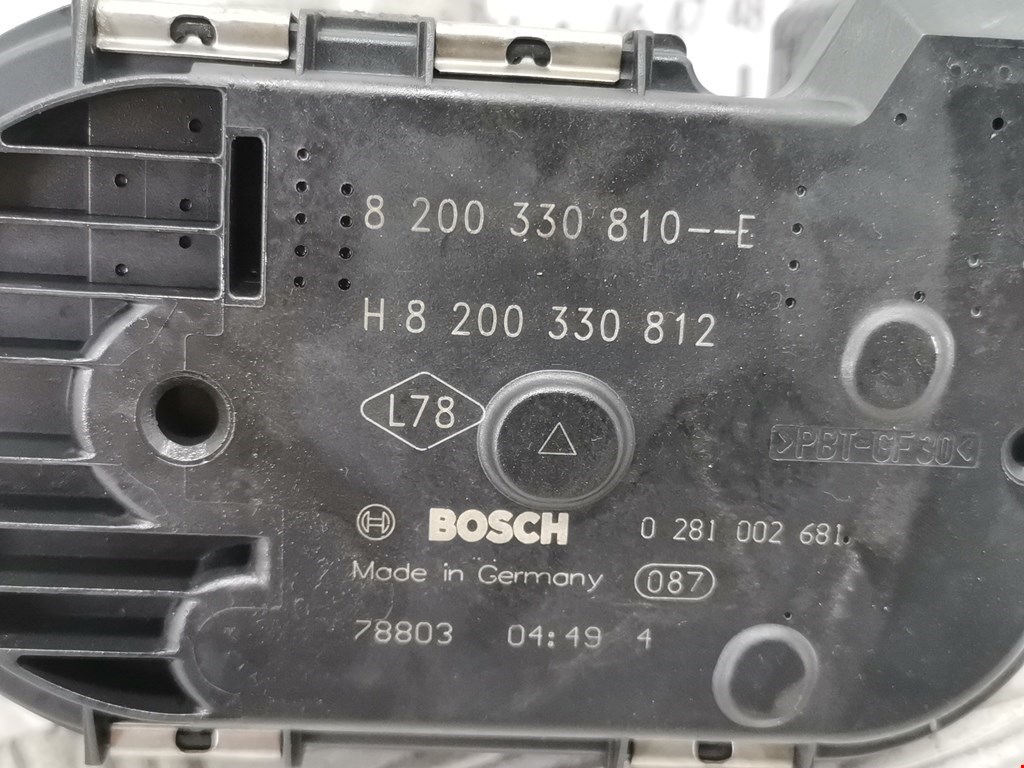 8 200 330 810--E
H 8 200 330 812
L78
>PBT-GF30<
BOSCH 0 281 002 681
Made in Germany 087
78803 04:49 4